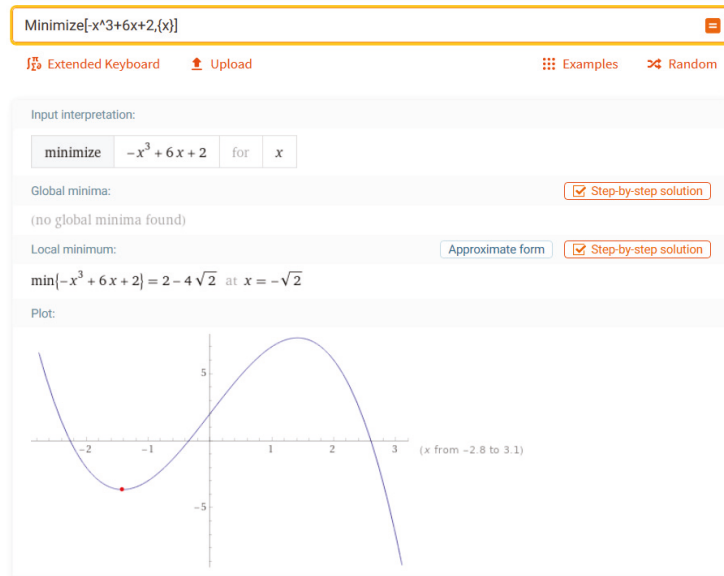 Minimize[-x^3+6x+2,{x}]
Extended Keyboard Upload Examples Random
Input interpretation:
minimize −x³ + 6 x + 2 for x
Global minima: Step-by-step solution
(no global minima found)
Local minimum: Approximate form Step-by-step solution
min{−x³ + 6 x + 2} = 2 − 4 √2 at x = −√2
Plot:
5
−2 −1 1 2 3 (x from −2.8 to 3.1)
−5